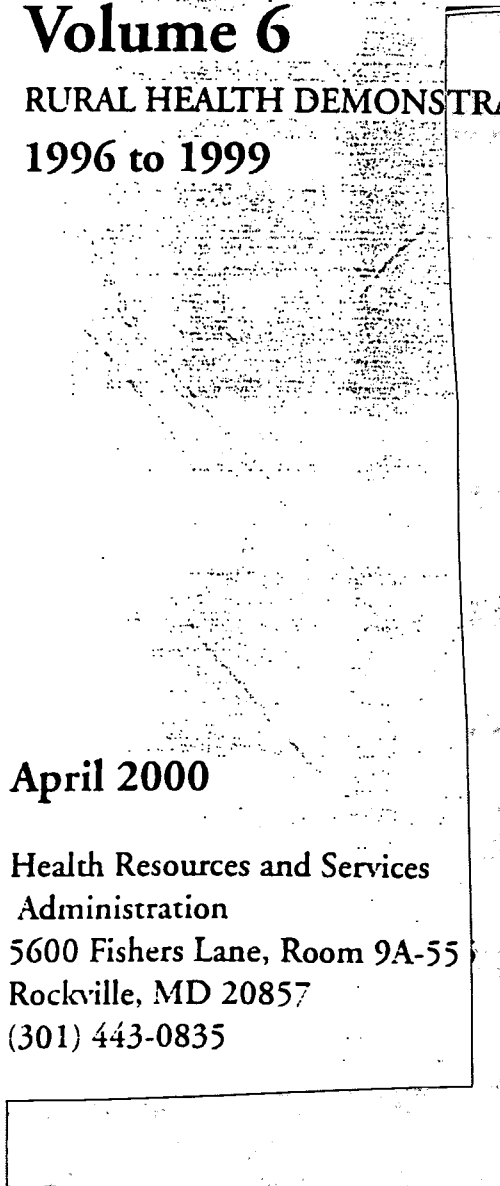 Volume 6
RURAL HEALTH DEMONSTRA
1996 to 1999
April 2000
Health Resources and Services
Administration
5600 Fishers Lane, Room 9A-55
Rockville, MD 20857
(301) 443-0835